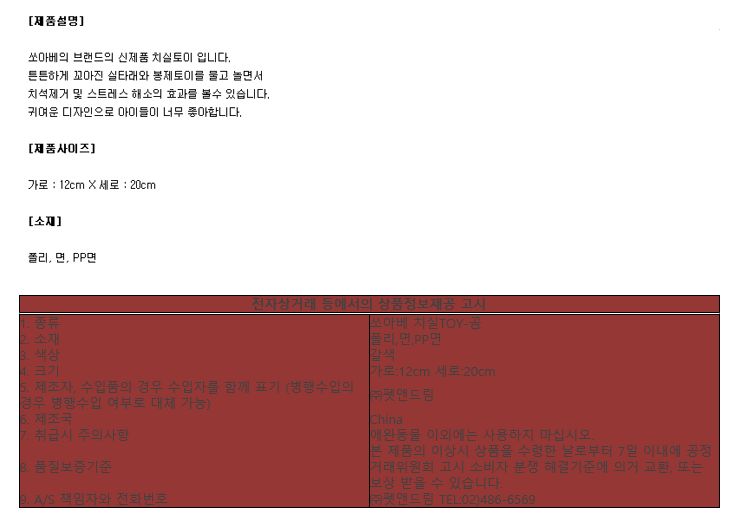 [제품설명]
쏘아베의 브랜드의 신제품 치실토이 입니다.
튼튼하게 꼬아진 실타래와 봉제토이를 물고 놀면서
치석제거 및 스트레스 해소의 효과를 볼수 있습니다.
귀여운 디자인으로 아이들이 너무 좋아합니다.
[제품사이즈]
가로 : 12cm X 세로 : 20cm
[소재]
폴리, 면, PP면
전자상거래 등에서의 상품정보제공 고시
1. 종류
쏘아베 치실TOY-곰
2. 소재
폴리,면,PP면
3. 색상
갈색
4. 크기
가로:12cm 세로:20cm
5. 제조자, 수입품의 경우 수입자를 함께 표기 (병행수입의
경우 병행수입 여부로 대체 가능)
㈜펫앤드림
6. 제조국
China
7. 취급시 주의사항
애완동물 이외에는 사용하지 마십시오.
8. 품질보증기준
본 제품의 이상시 상품을 수령한 날로부터 7일 이내에 공정
거래위원회 고시 소비자 분쟁 해결기준에 의거 교환, 또는
보상 받을 수 있습니다.
9. A/S 책임자와 전화번호
㈜펫앤드림 TEL:02)486-6569